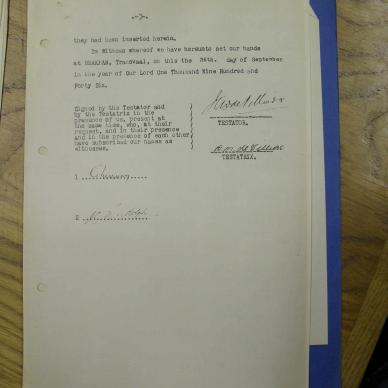 -3-
they had been inserted herein.
In Witness whereof we have hereunto set our hands
at BRAKPAN, Transvaal, on this the 26th. day of September
in the year of Our Lord One Thousand Nine Hundred and
Forty Six.
Signed by the Testator and
by the Testatrix in the
presence of us, present at
the same time, who, at their
request, and in their presence
and in the presence of each other
have subscribed our names as
witnesses.
TESTATOR.
TESTATRIX.
1
2